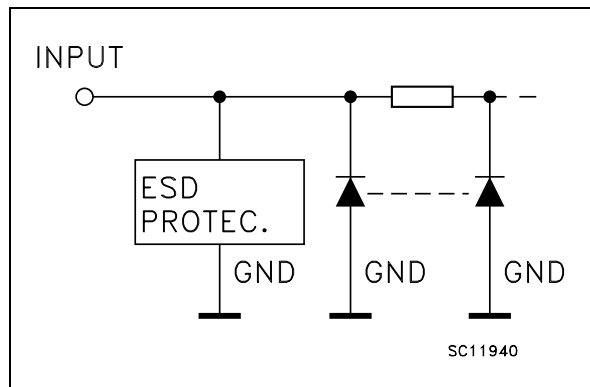 INPUT
ESD
PROTEC.
GND
GND
GND
SC11940